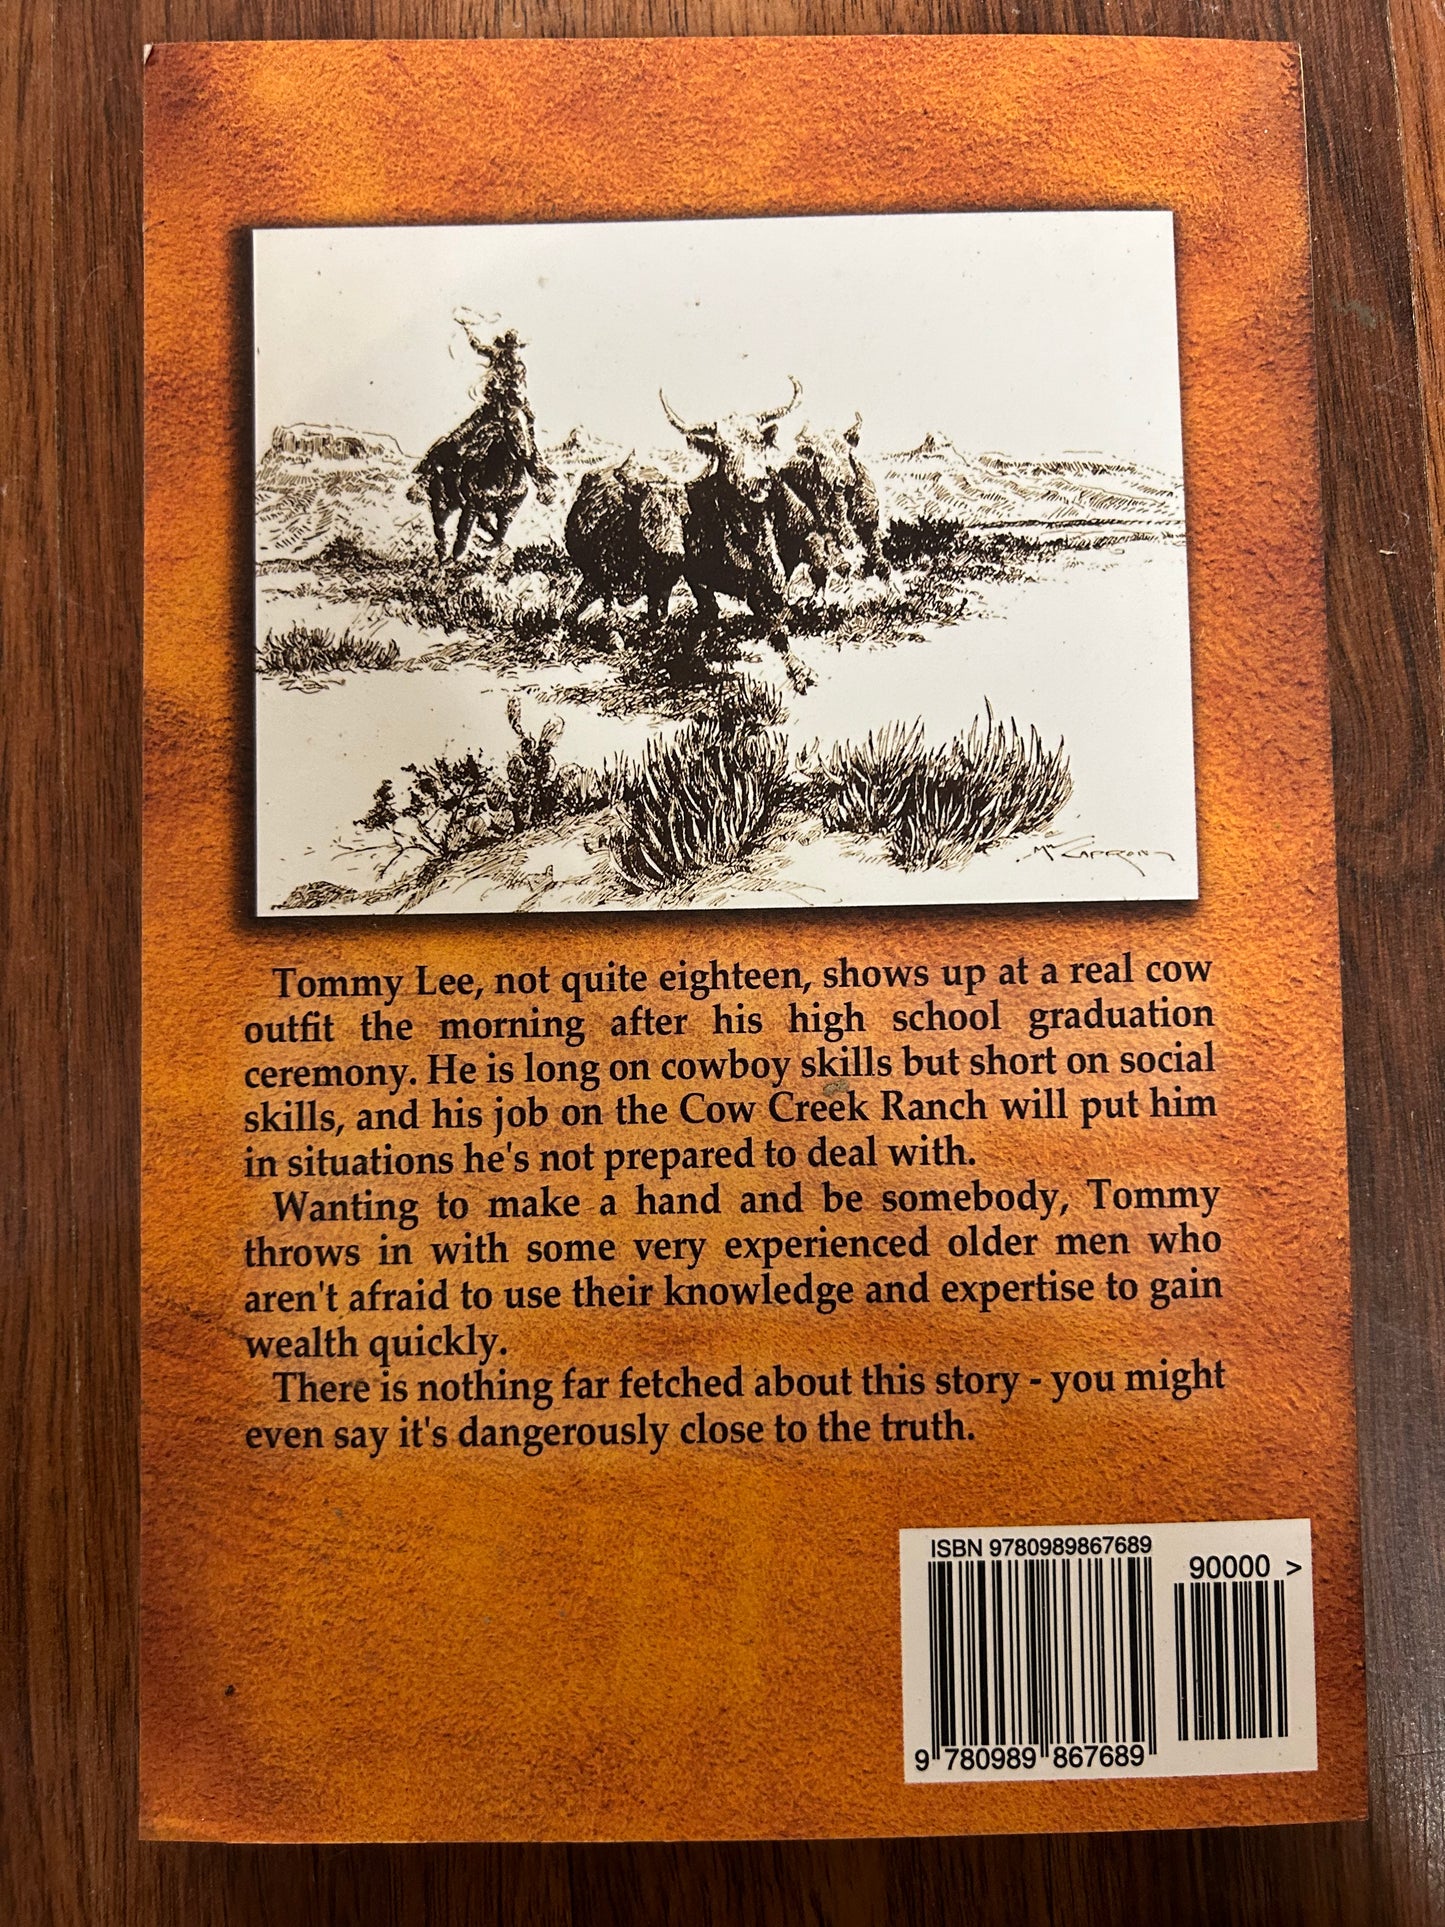 Mw Capron
Tommy Lee, not quite eighteen, shows up at a real cow
outfit the morning after his high school graduation
ceremony. He is long on cowboy skills but short on social
skills, and his job on the Cow Creek Ranch will put him
in situations he's not prepared to deal with.
Wanting to make a hand and be somebody, Tommy
throws in with some very experienced older men who
aren't afraid to use their knowledge and expertise to gain
wealth quickly.
There is nothing far fetched about this story - you might
even say it's dangerously close to the truth.
ISBN 9780989867689
90000 >
9 780989 867689